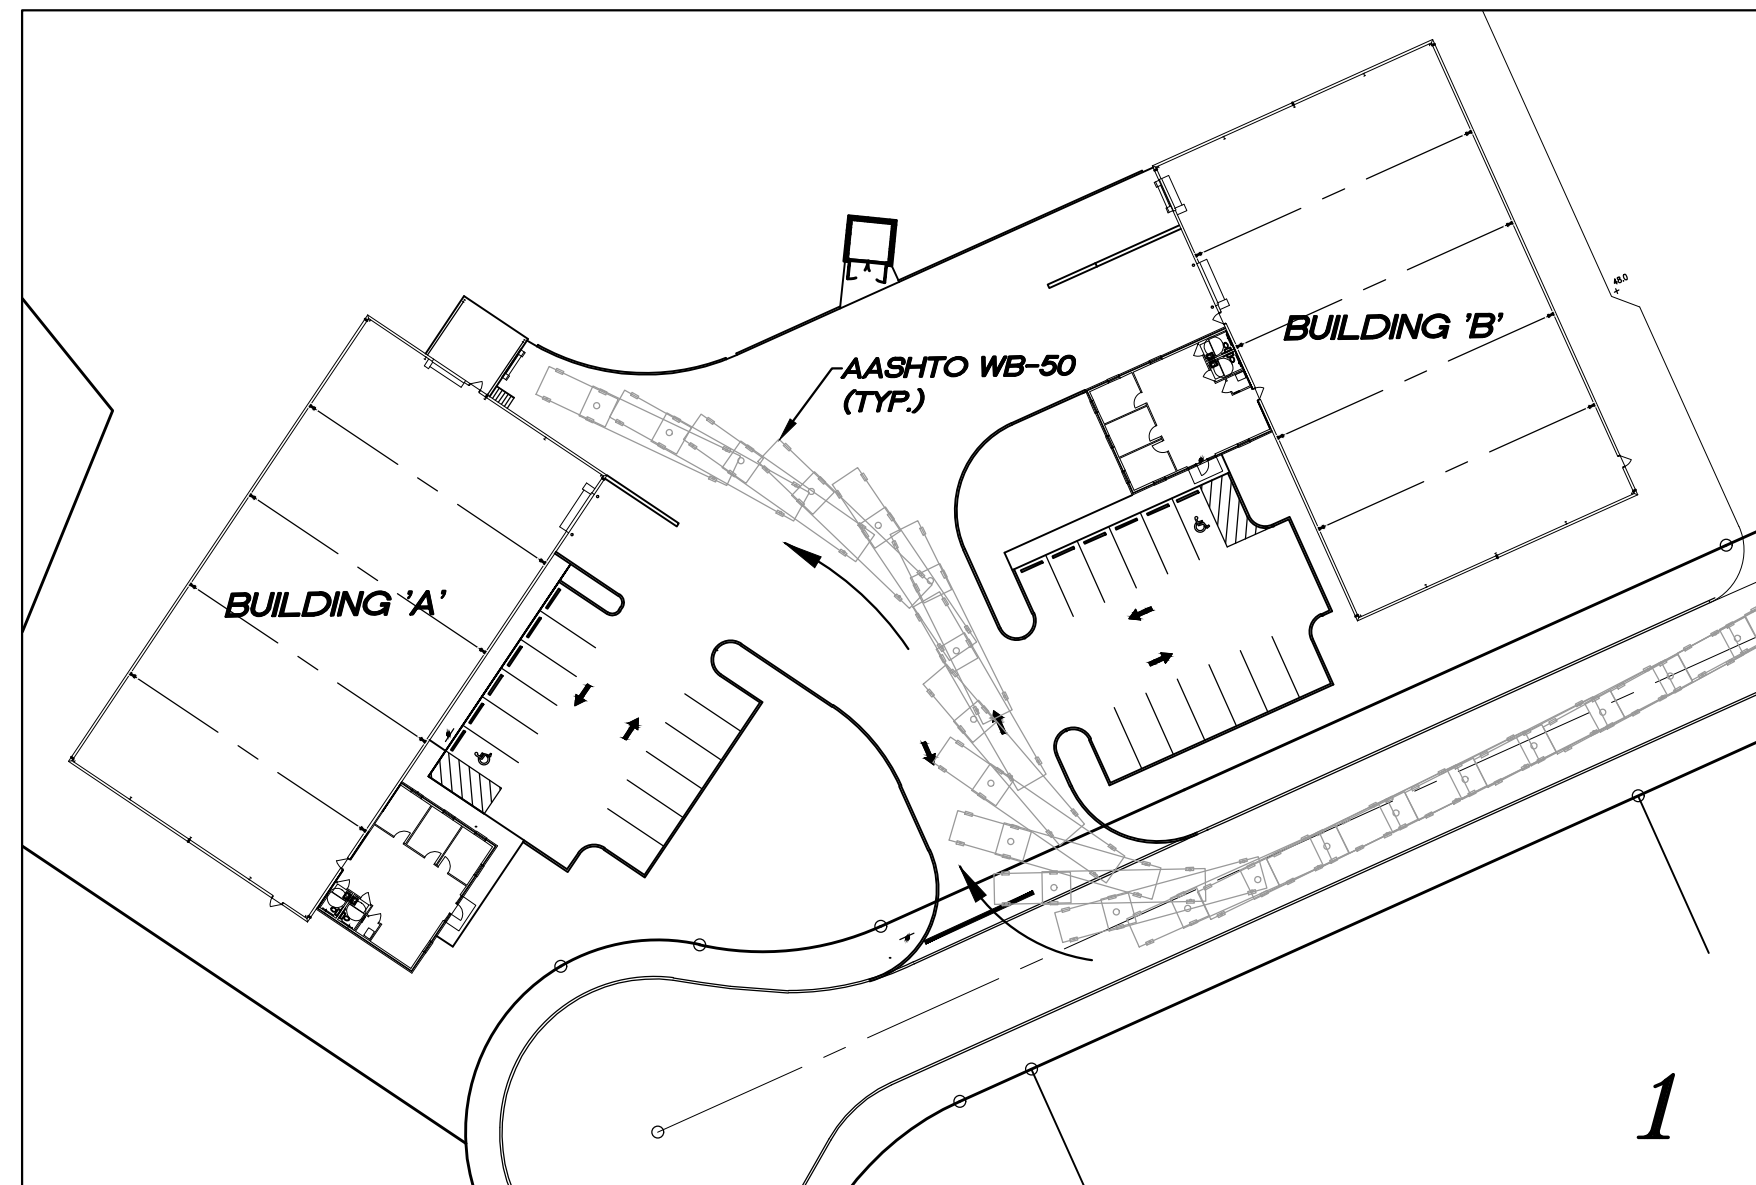 48.0
BUILDING 'B'
AASHTO WB-50
(TYP.)
BUILDING 'A'
1